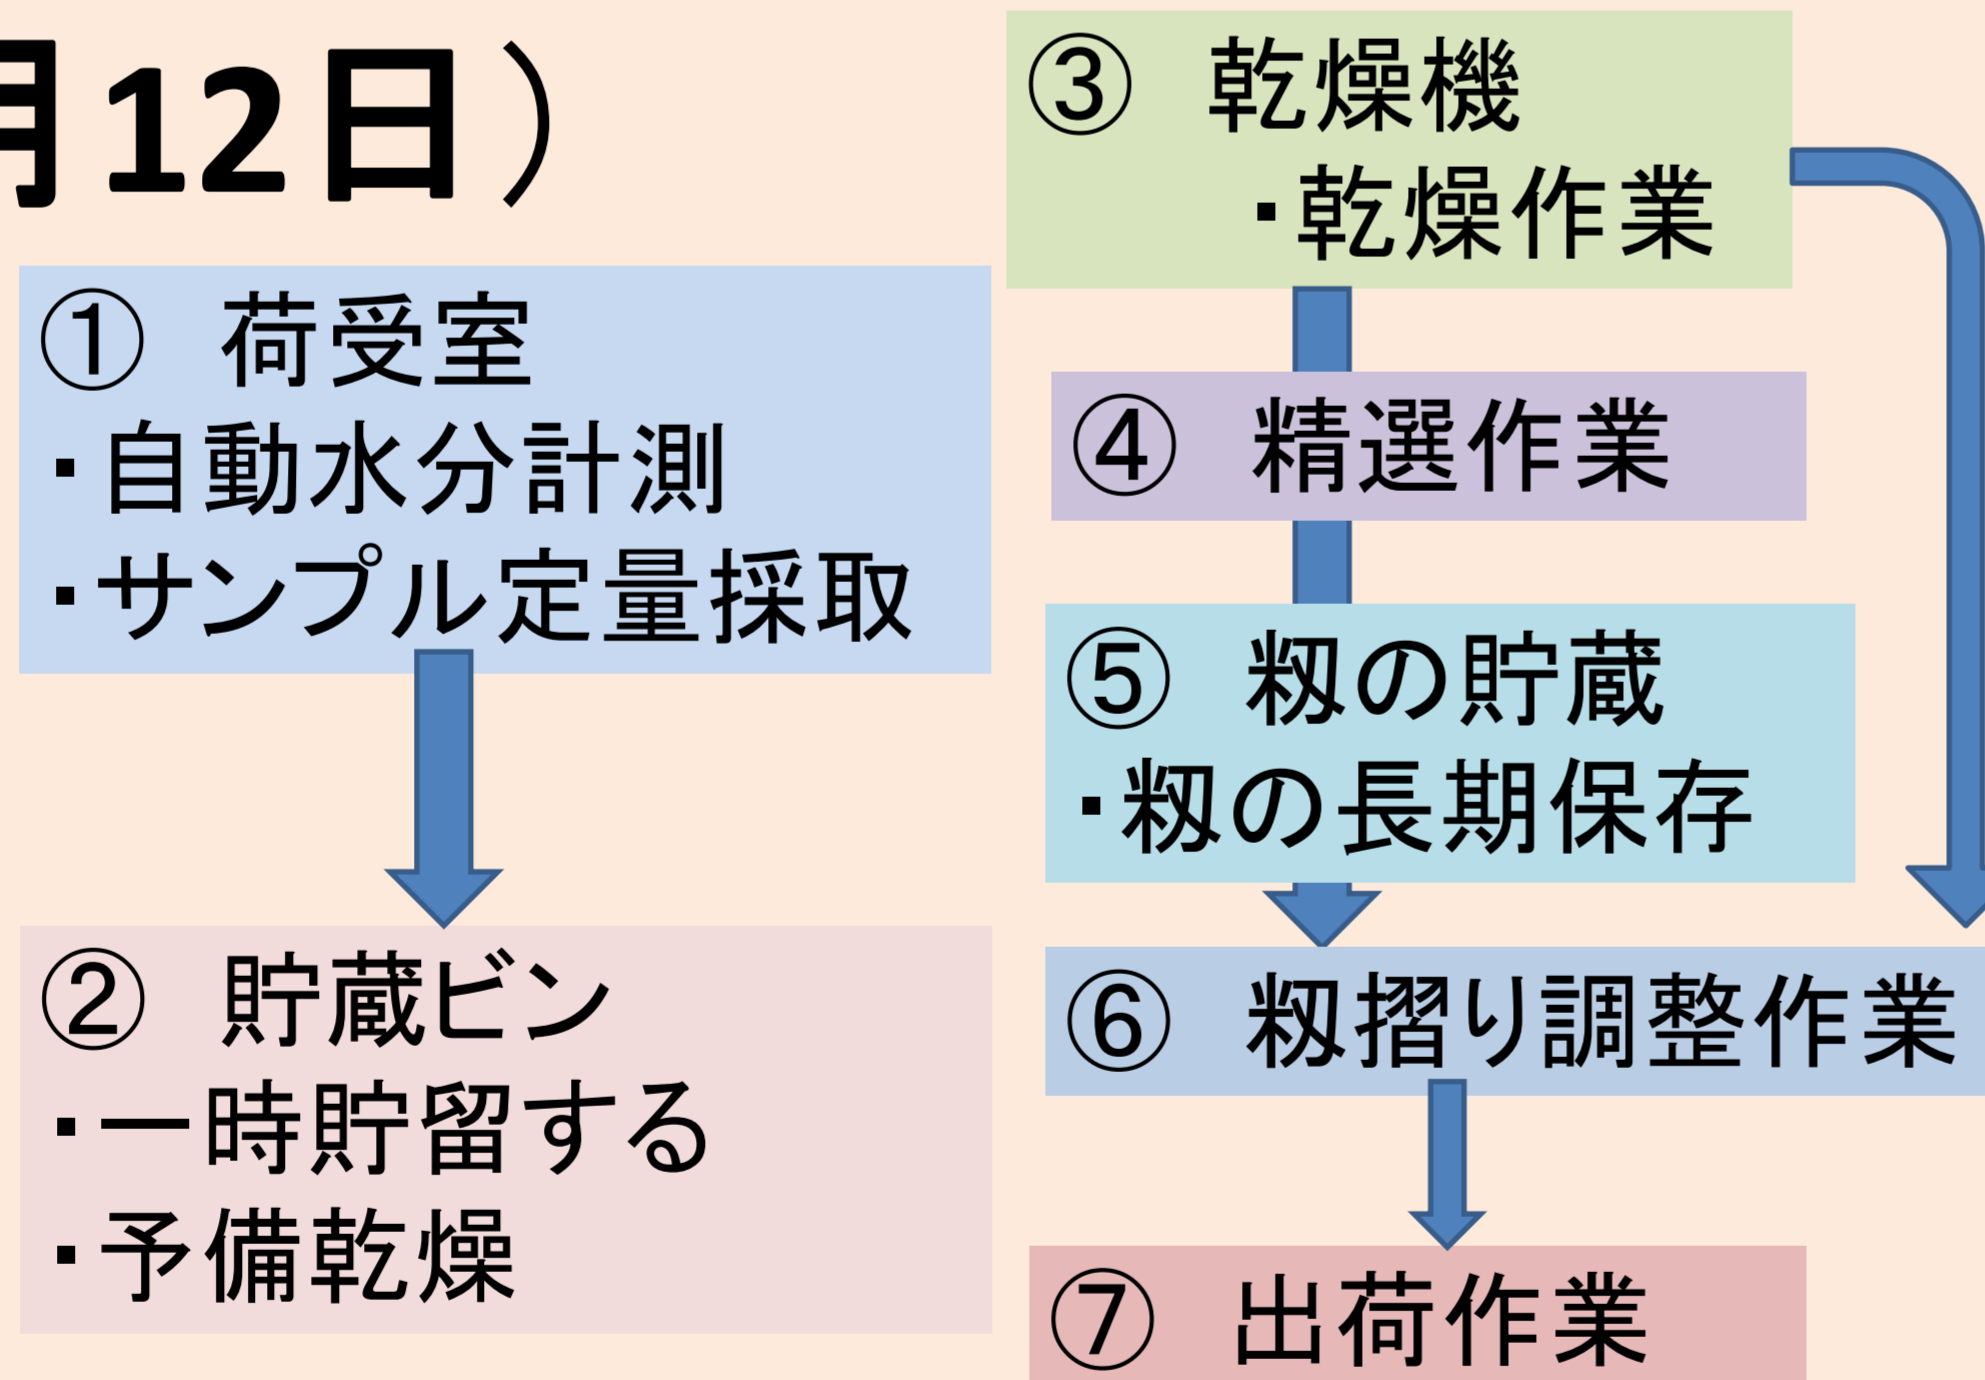 月12日）
① 荷受室
・自動水分計測
・サンプル定量採取
② 貯蔵ビン
・一時貯留する
・予備乾燥
③ 乾燥機
・乾燥作業
④ 精選作業
⑤ 籾の貯蔵
・籾の長期保存
⑥ 籾摺り調整作業
⑦ 出荷作業